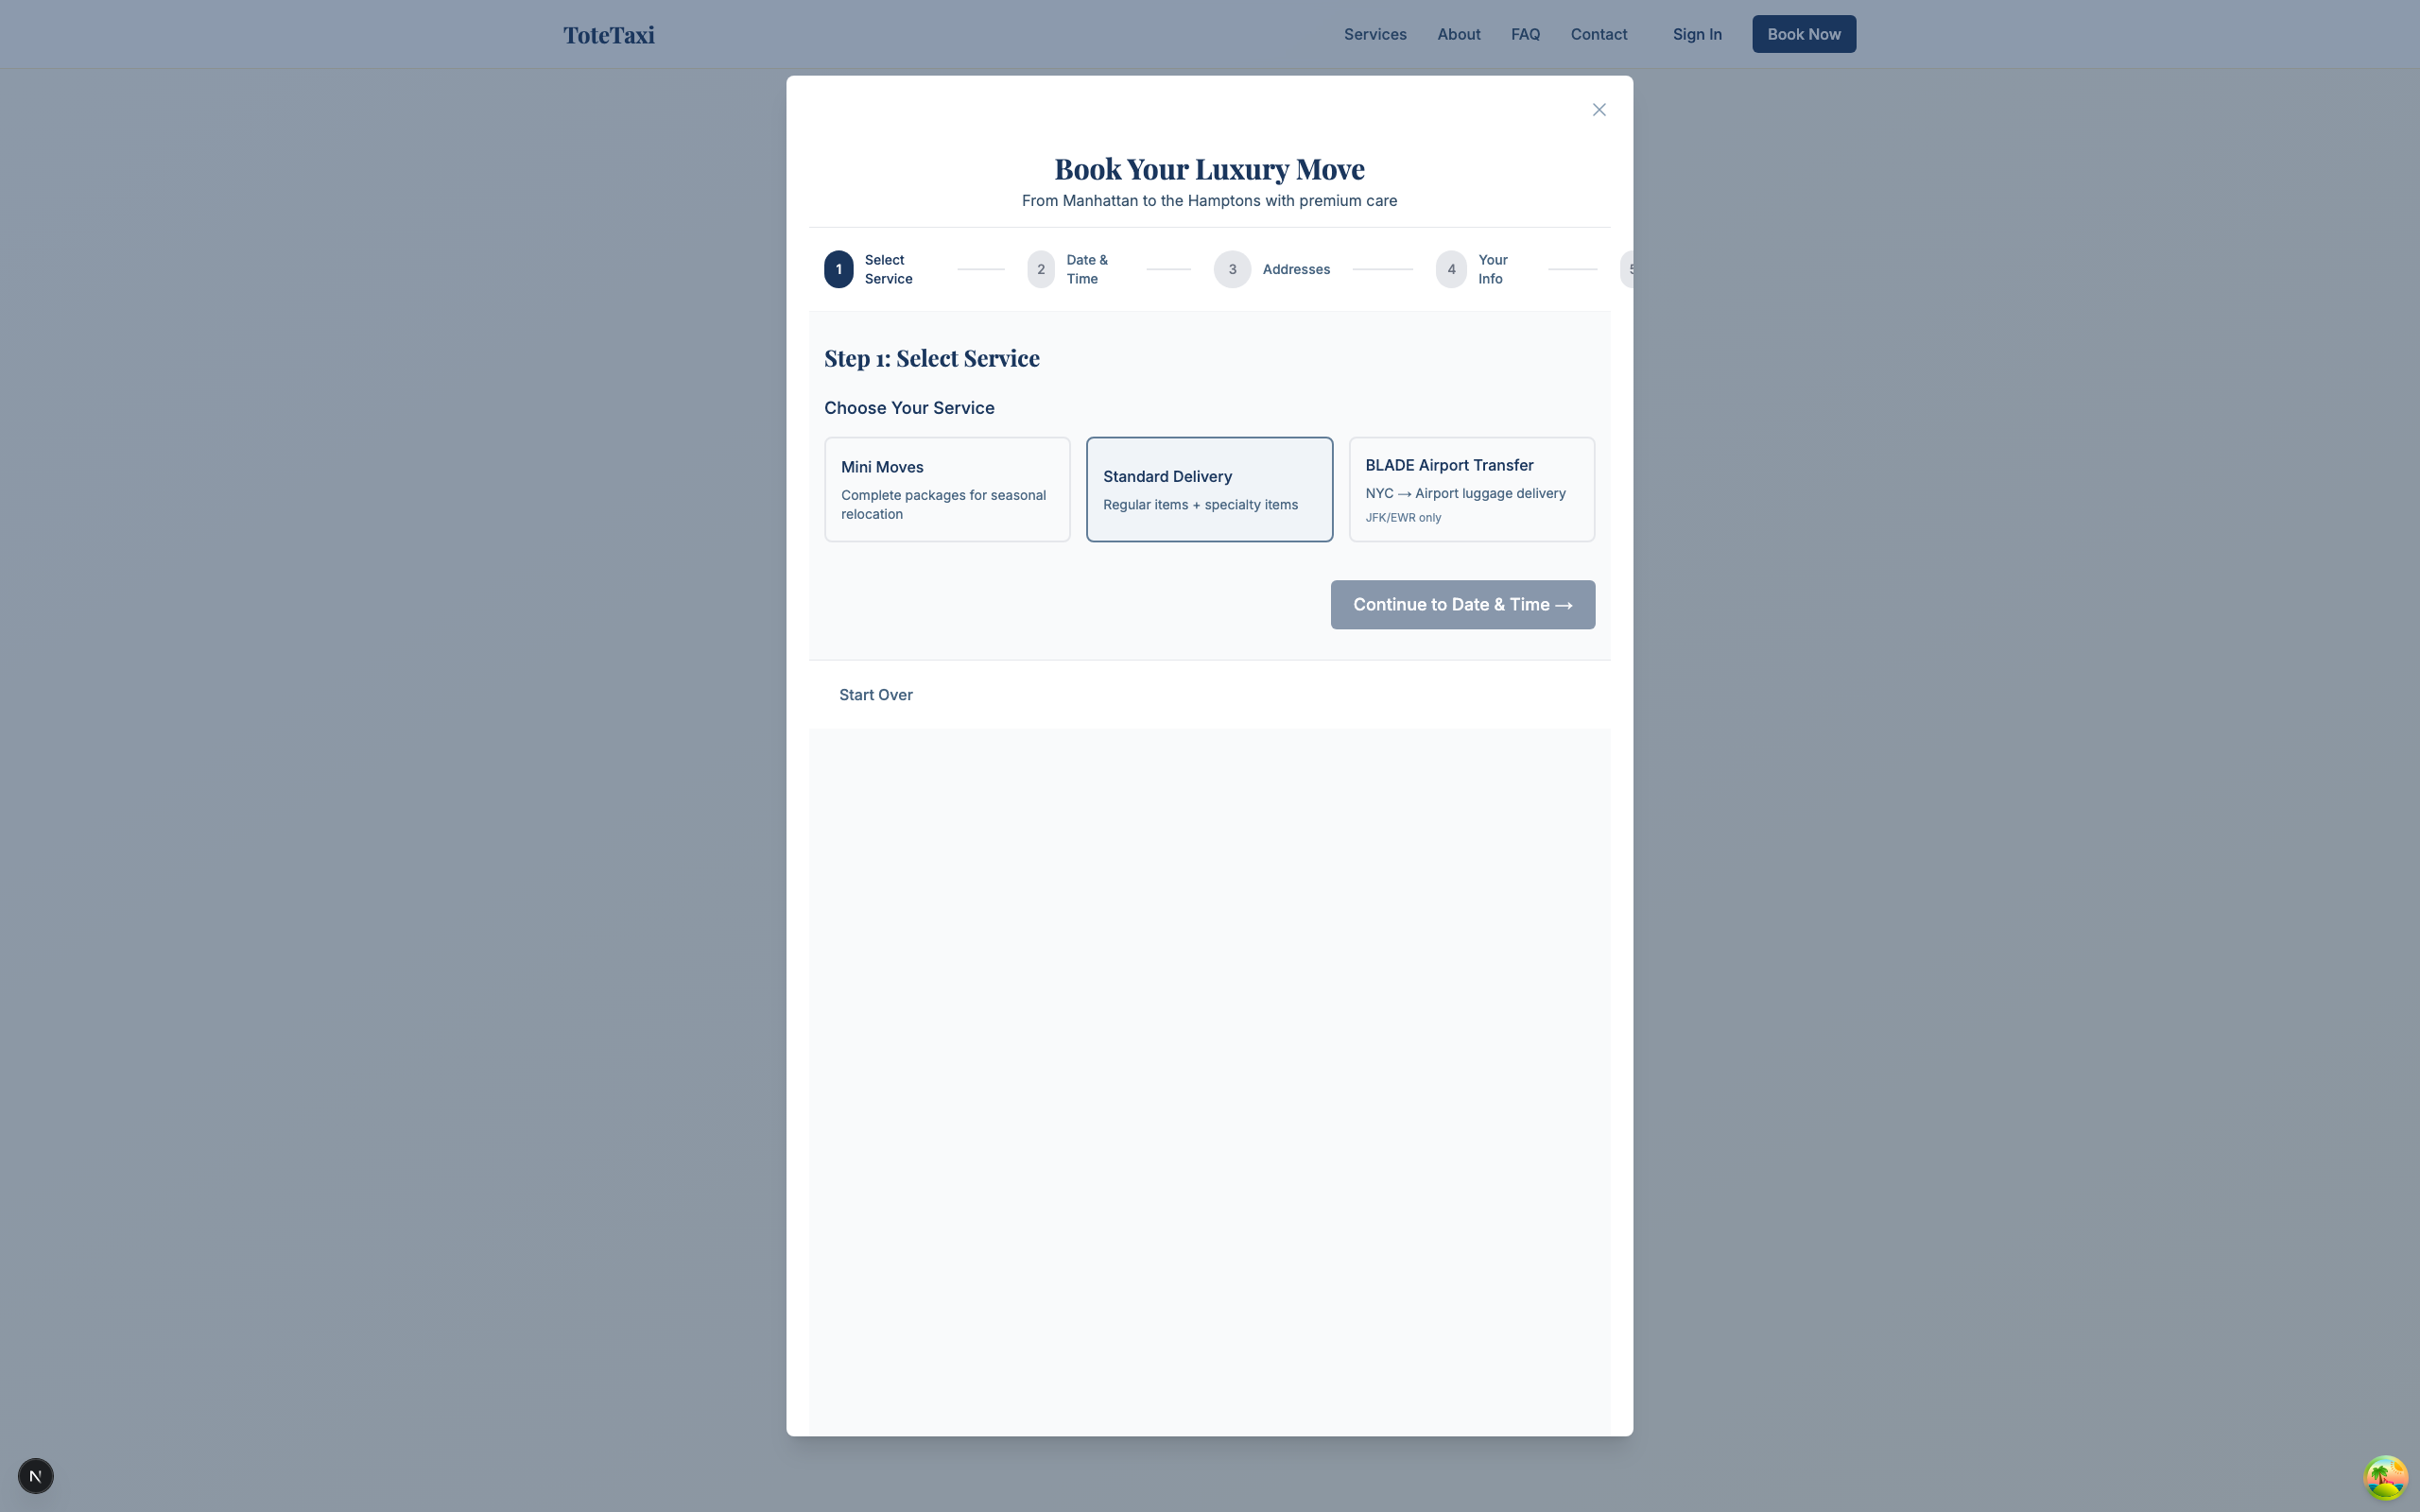 ToteTaxi
Services
About
FAQ
Contact
Sign In
Book Now
Book Your Luxury Move
From Manhattan to the Hamptons with premium care
1
Select
Service
2
Date &
Time
3
Addresses
4
Your
Info
Step 1: Select Service
Choose Your Service
Mini Moves
Complete packages for seasonal
relocation
Standard Delivery
Regular items + specialty items
BLADE Airport Transfer
NYC → Airport luggage delivery
JFK/EWR only
Continue to Date & Time →
Start Over
N